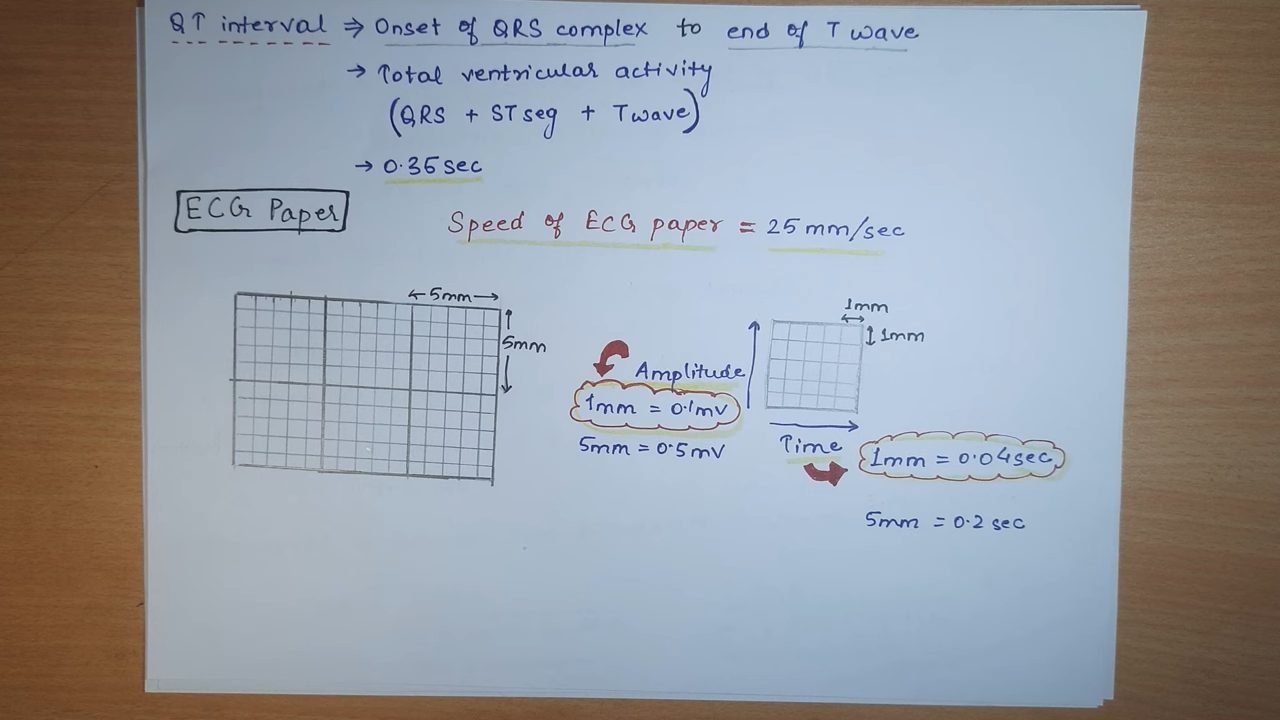 QT interval ⇒ Onset of QRS complex to end of T wave
→ Total ventricular activity
(QRS + ST seg + T wave)
→ 0.35 sec
ECG Paper
Speed of ECG paper = 25 mm/sec
5mm
5mm
1mm
1mm
Amplitude
1mm = 0.1mV
5mm = 0.5mV
Time
1mm = 0.04sec
5mm = 0.2 sec